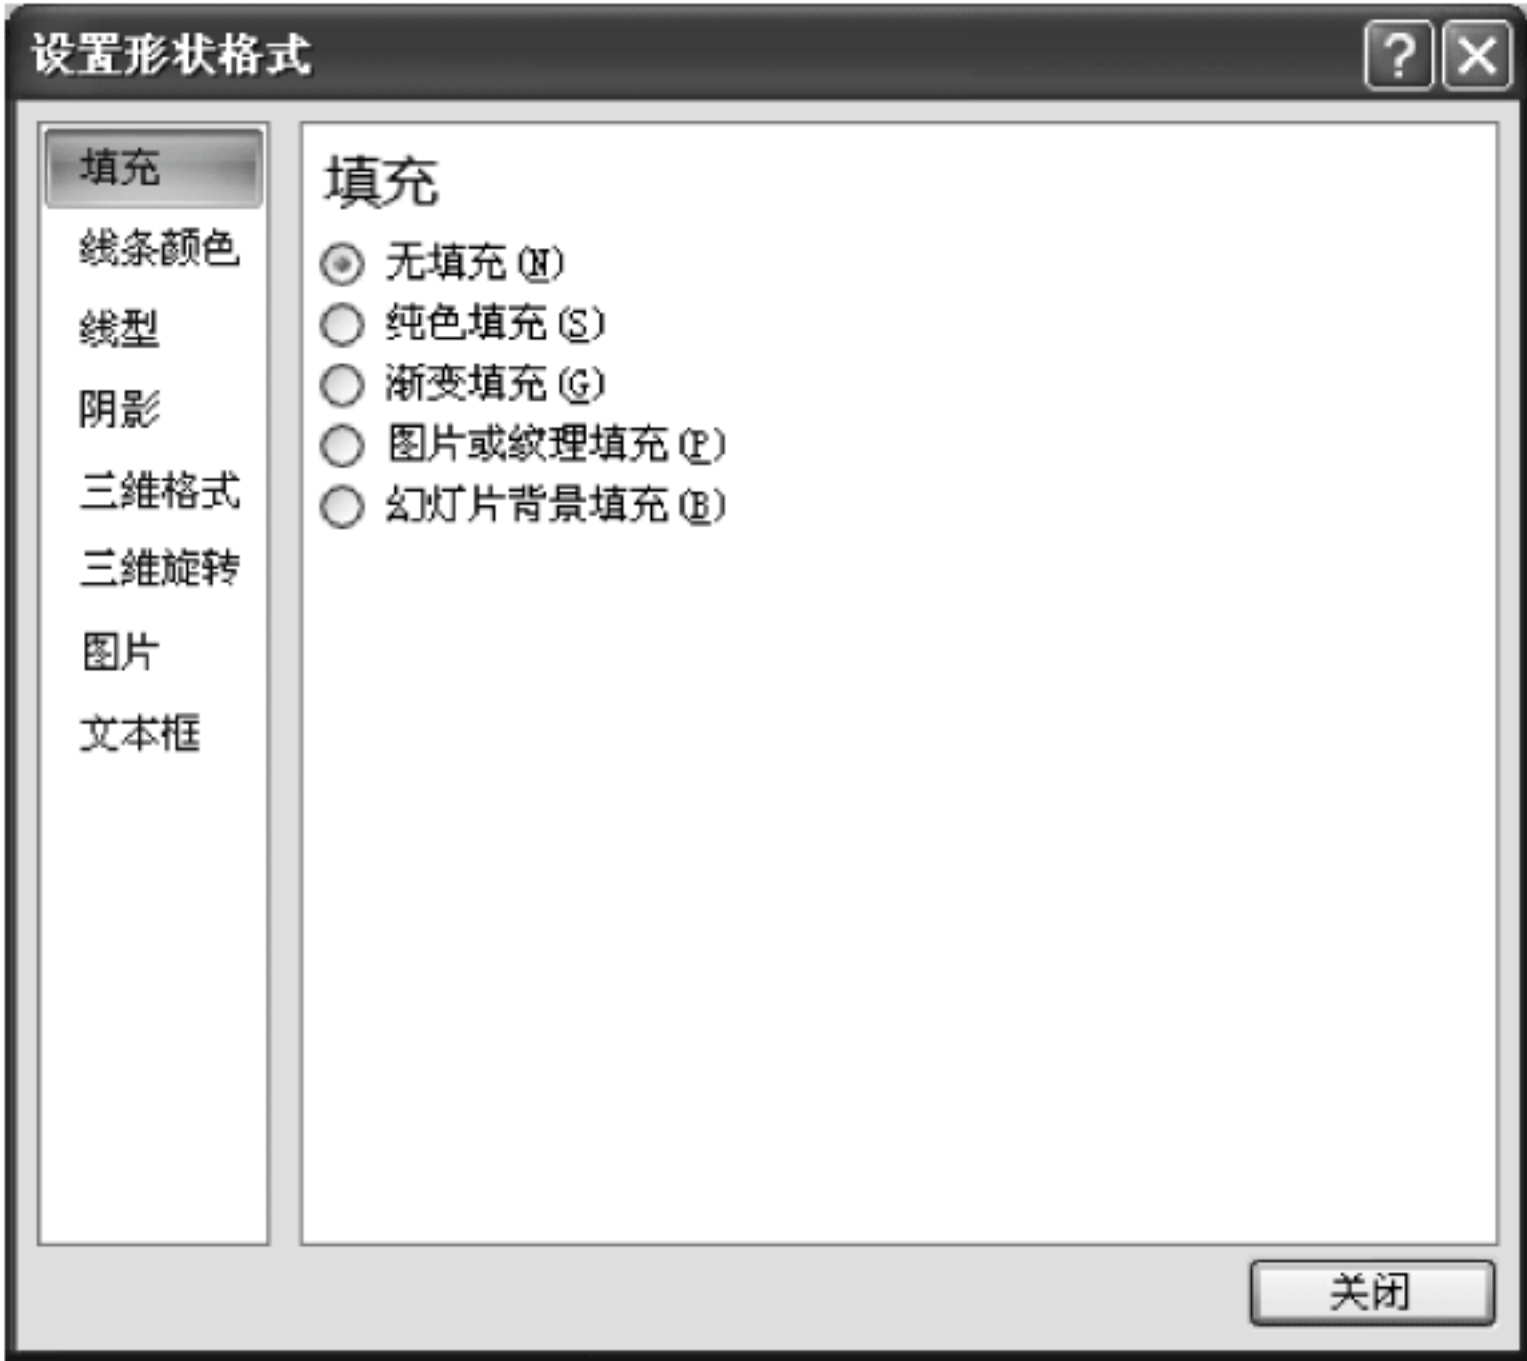 设置形状格式
填充
线条颜色
线型
阴影
三维格式
三维旋转
图片
文本框
填充
无填充(N)
纯色填充(S)
渐变填充(G)
图片或纹理填充(P)
幻灯片背景填充(B)
关闭